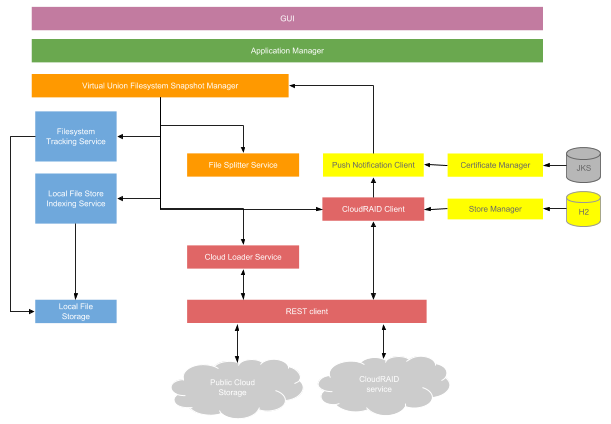 GUI
Application Manager
Virtual Union Filesystem Snapshot Manager
Filesystem
Tracking Service
File Splitter Service
Push Notification Client
Certificate Manager
JKS
Local File Store
Indexing Service
CloudRAID Client
Store Manager
H2
Cloud Loader Service
Local File
Storage
REST client
Public Cloud
Storage
CloudRAID
service